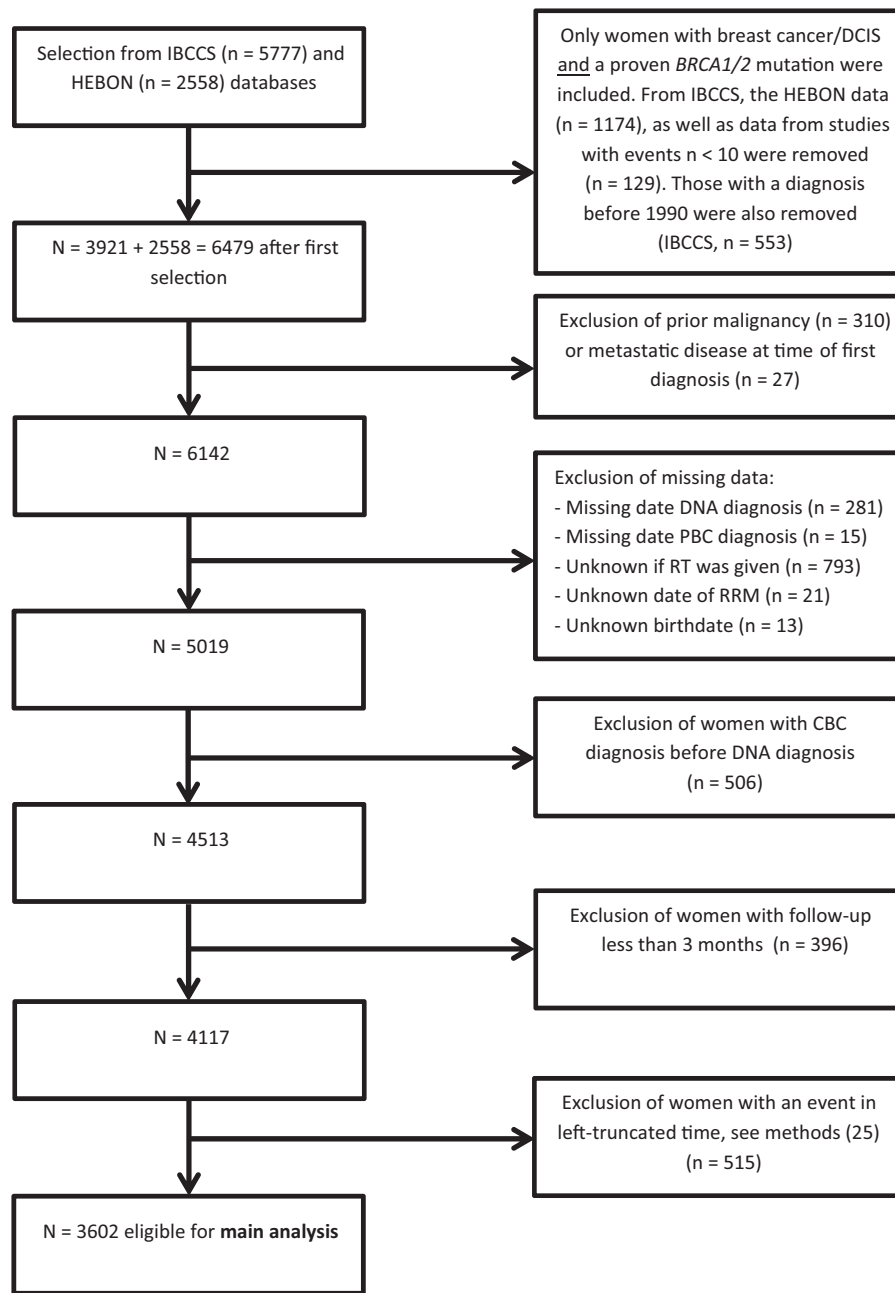 Selection from IBCCS (n = 5777) and
HEBON (n = 2558) databases
Only women with breast cancer/DCIS
and a proven BRCA1/2 mutation were
included. From IBCCS, the HEBON data
(n = 1174), as well as data from studies
with events n < 10 were removed
(n = 129). Those with a diagnosis
before 1990 were also removed
(IBCCS, n = 553)
N = 3921 + 2558 = 6479 after first
selection
Exclusion of prior malignancy (n = 310)
or metastatic disease at time of first
diagnosis (n = 27)
N = 6142
Exclusion of missing data:
- Missing date DNA diagnosis (n = 281)
- Missing date PBC diagnosis (n = 15)
- Unknown if RT was given (n = 793)
- Unknown date of RRM (n = 21)
- Unknown birthdate (n = 13)
N = 5019
Exclusion of women with CBC
diagnosis before DNA diagnosis
(n = 506)
N = 4513
Exclusion of women with follow-up
less than 3 months (n = 396)
N = 4117
Exclusion of women with an event in
left-truncated time, see methods (25)
(n = 515)
N = 3602 eligible for main analysis